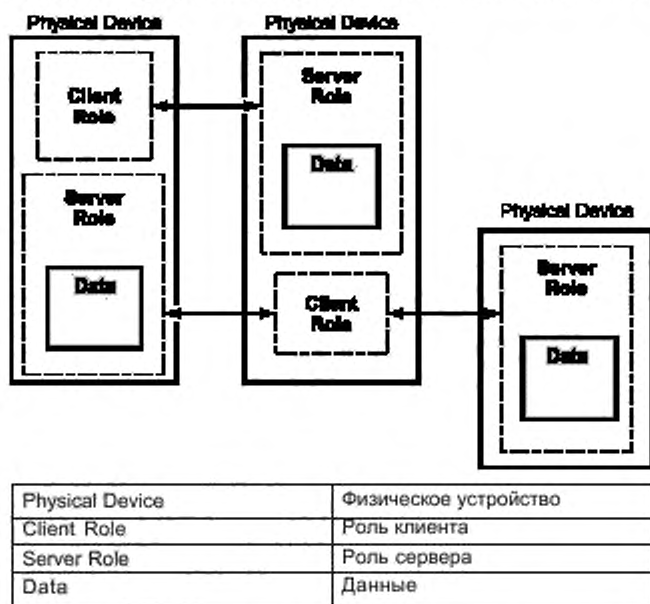 Physical Device
Physical Device
Client
Role
Server
Role
Data
Server
Role
Data
Client
Role
Physical Device
Server
Role
Data
Physical Device Физическое устройство
Client Role Роль клиента
Server Role Роль сервера
Data Данные